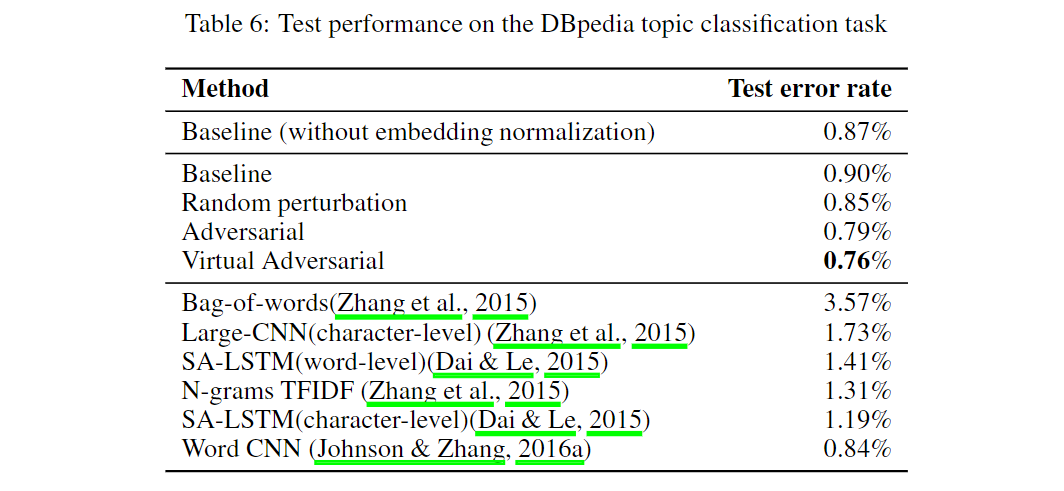 Table 6: Test performance on the DBpedia topic classification task
Method Test error rate
Baseline (without embedding normalization) 0.87%
Baseline 0.90%
Random perturbation 0.85%
Adversarial 0.79%
Virtual Adversarial 0.76%
Bag-of-words(Zhang et al., 2015) 3.57%
Large-CNN(character-level) (Zhang et al., 2015) 1.73%
SA-LSTM(word-level)(Dai & Le, 2015) 1.41%
N-grams TFIDF (Zhang et al., 2015) 1.31%
SA-LSTM(character-level)(Dai & Le, 2015) 1.19%
Word CNN (Johnson & Zhang, 2016a) 0.84%